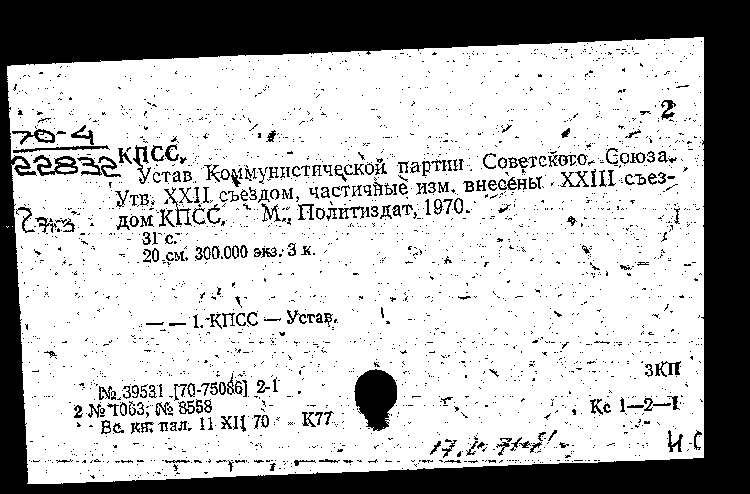 2
70-4
22832
КПСС.
Устав Коммунистической партии Советского Союза.
Утв. XXII съездом, частичные изм. внесены XXIII съез-
дом КПСС. М., Политиздат, 1970.
31 с.
20 см. 300.000 экз. 3 к.
— — 1. КПСС — Устав.
ЗКП
№ 39531 [70-75086] 2-1
2 № 1063; № 8558
Кс 1—2—1
Вс. кн. пал. 11 XII 70 К77
НС